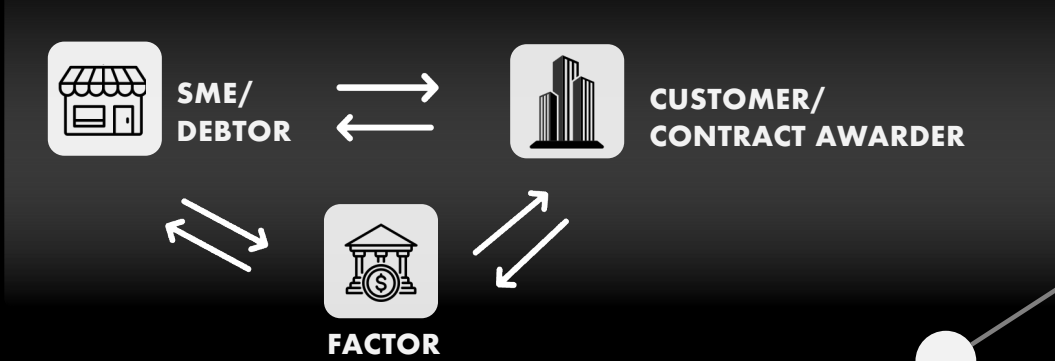 SME/
DEBTOR
CUSTOMER/
CONTRACT AWARDER
$
FACTOR